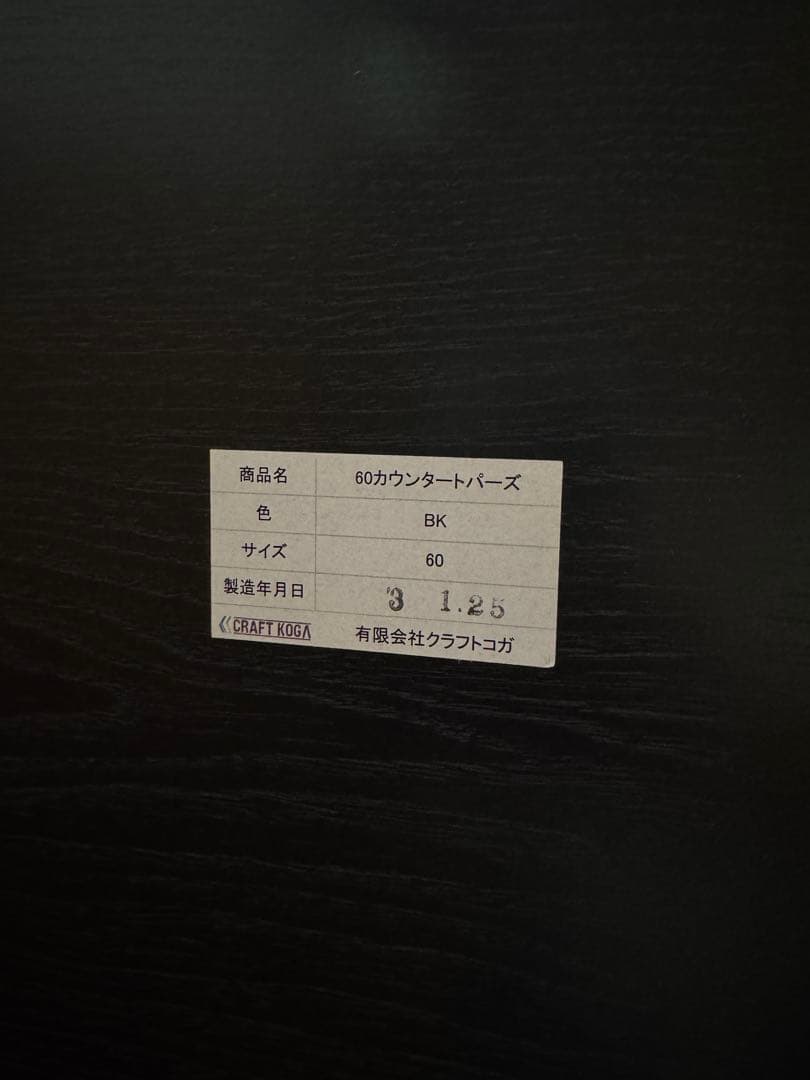 商品名 60カウンタートパーズ
色 BK
サイズ 60
製造年月日 3 1.25
CRAFT KOGA 有限会社クラフトコガ